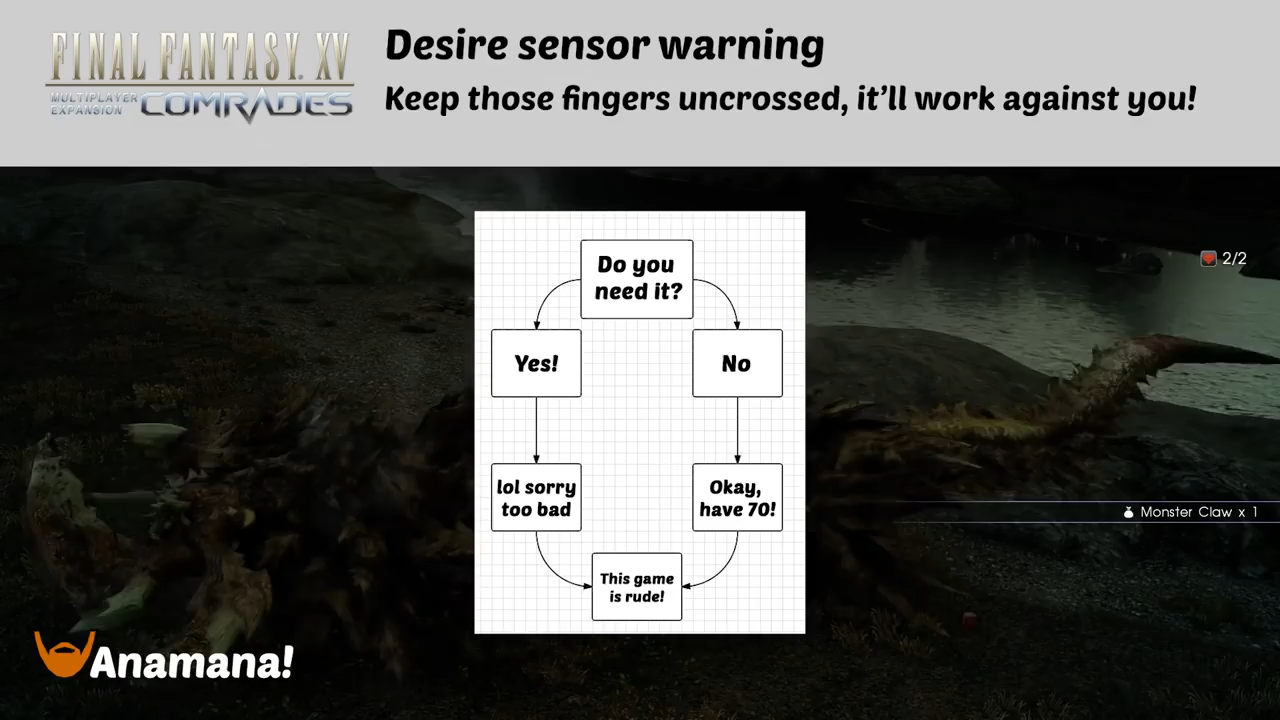 FINAL FANTASY XV
MULTIPLAYER
EXPANSION
COMRADES
Desire sensor warning
Keep those fingers uncrossed, it’ll work against you!
2/2
Do you
need it?
Yes!
No
lol sorry
too bad
Okay,
have 70!
This game
is rude!
Monster Claw x 1
Anamana!